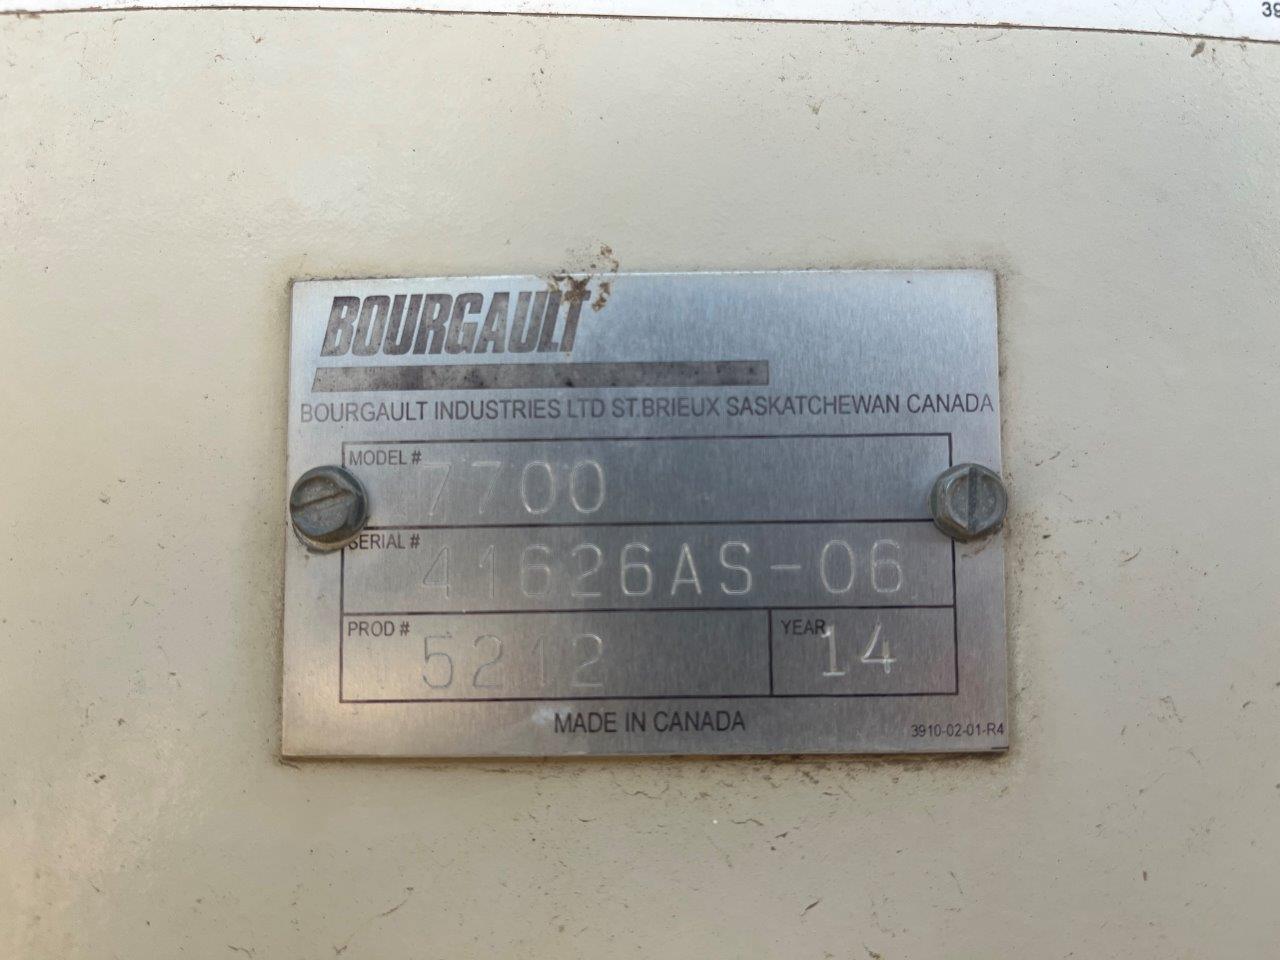 39
BOURGAULT
BOURGAULT INDUSTRIES LTD ST.BRIEUX SASKATCHEWAN CANADA
MODEL # 7700
SERIAL # 41626AS-06
PROD # 5212 YEAR 14
MADE IN CANADA
3910-02-01-R4